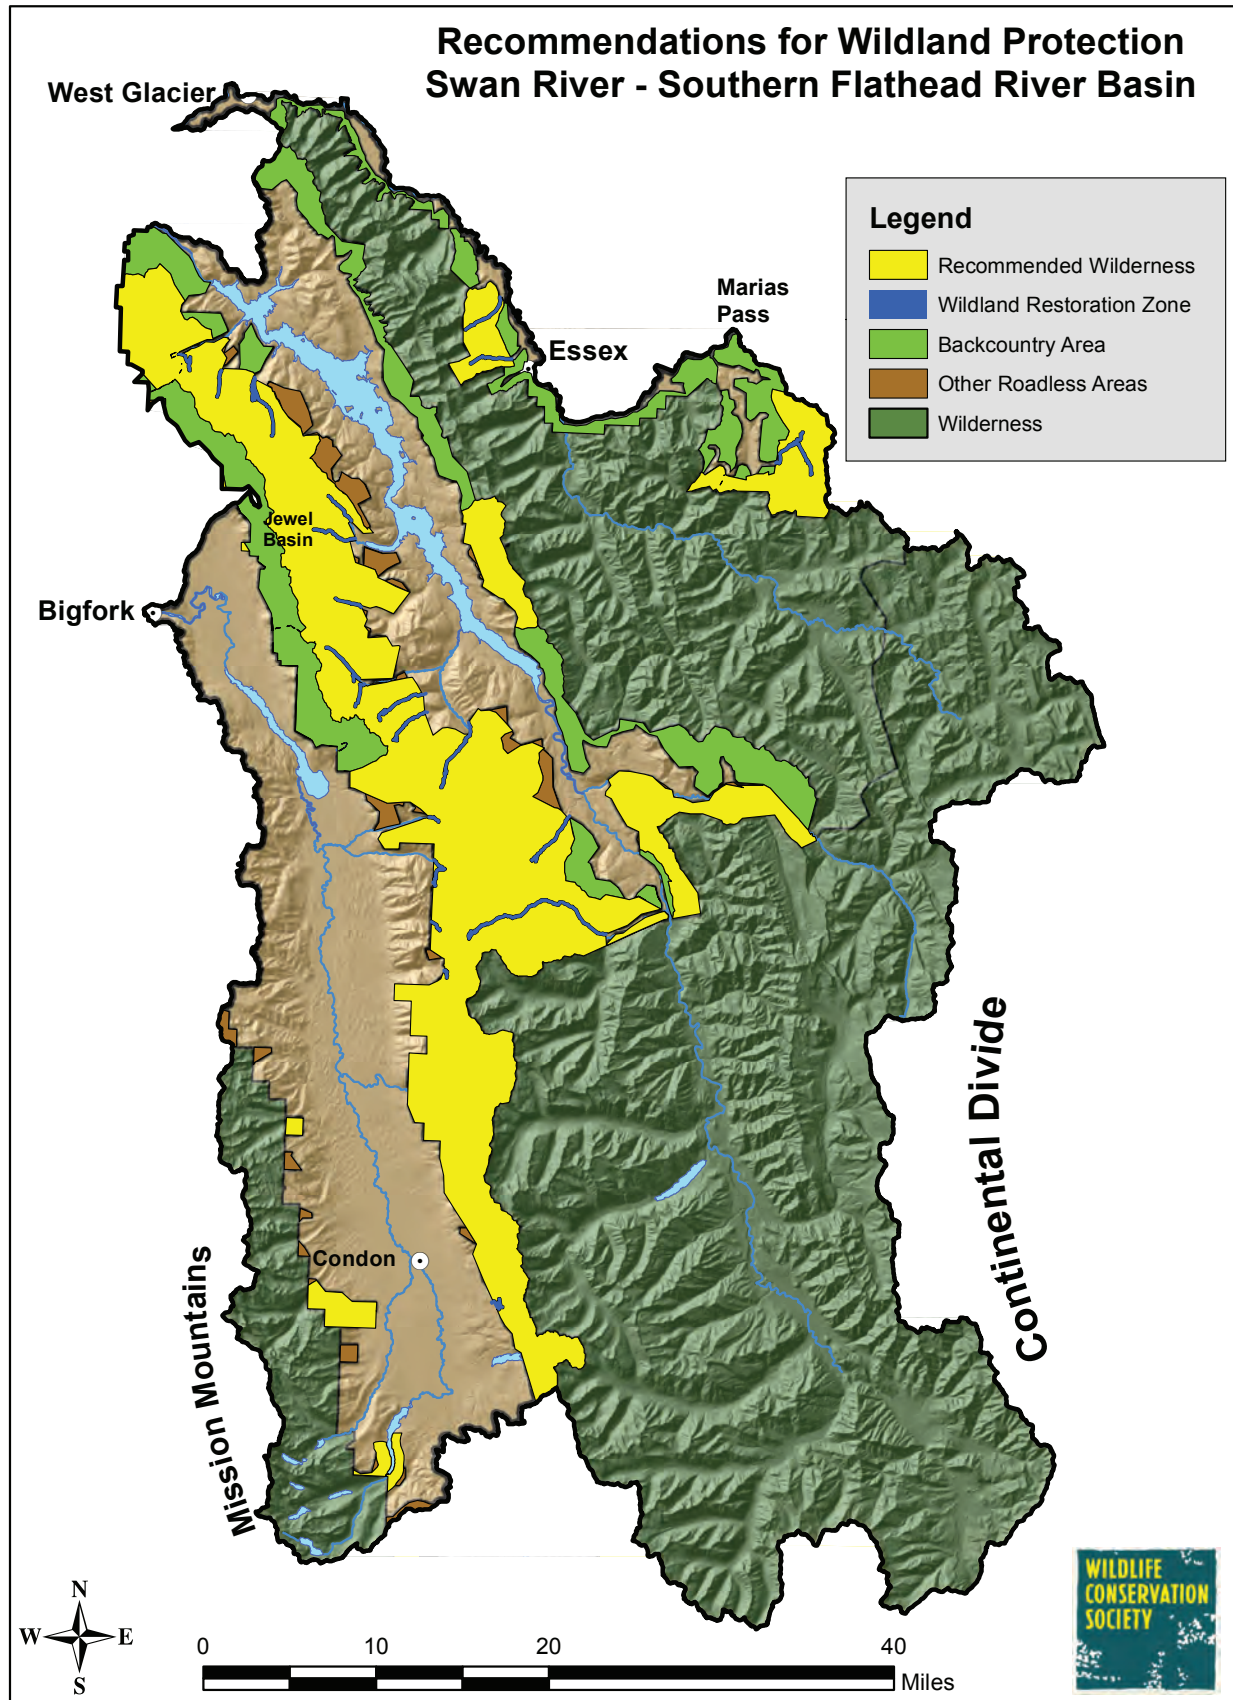 Recommendations for Wildland Protection
Swan River - Southern Flathead River Basin
West Glacier
Legend
Recommended Wilderness
Wildland Restoration Zone
Backcountry Area
Other Roadless Areas
Wilderness
Marias
Pass
Essex
Jewel
Basin
Bigfork
Continental Divide
Condon
Mission Mountains
N
W
E
S
0
10
20
40
Miles
WILDLIFE
CONSERVATION
SOCIETY